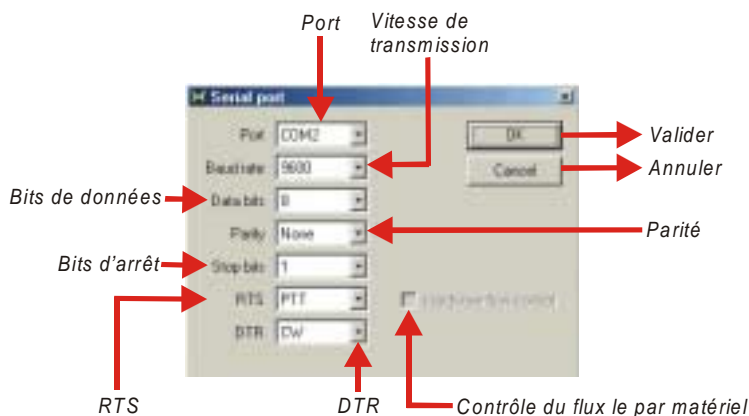 Port
Vitesse de
transmission
Serial port
Port COM2
OK
Valider
Baud rate 9600
Cancel
Annuler
Bits de données
Data bits 8
Parity None
Parité
Bits d'arrêt
Stop bits 1
RTS PTT
DTR CW
RTS
DTR
Contrôle du flux le par matériel